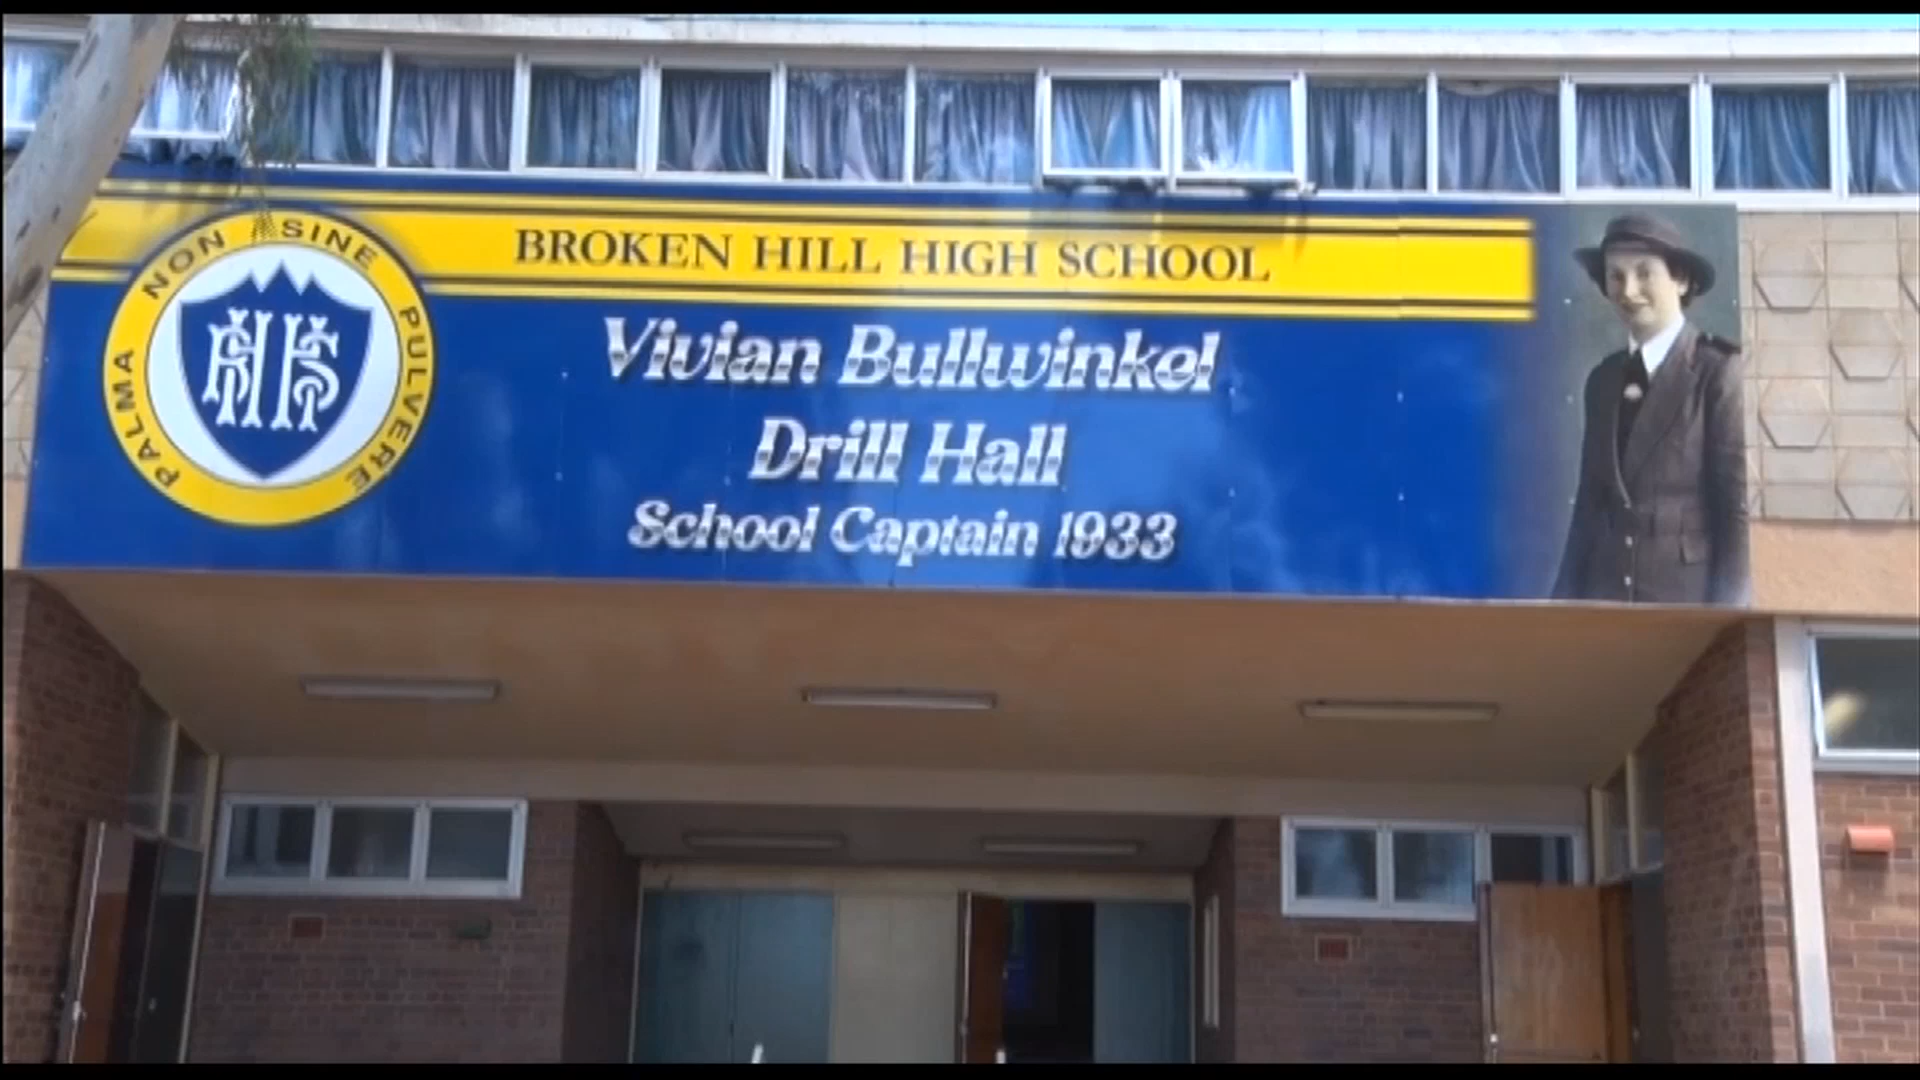 BROKEN HILL HIGH SCHOOL
NON SINE PULVERE PALMA
BHHS
Vivian Bullwinkel
Drill Hall
School Captain 1933